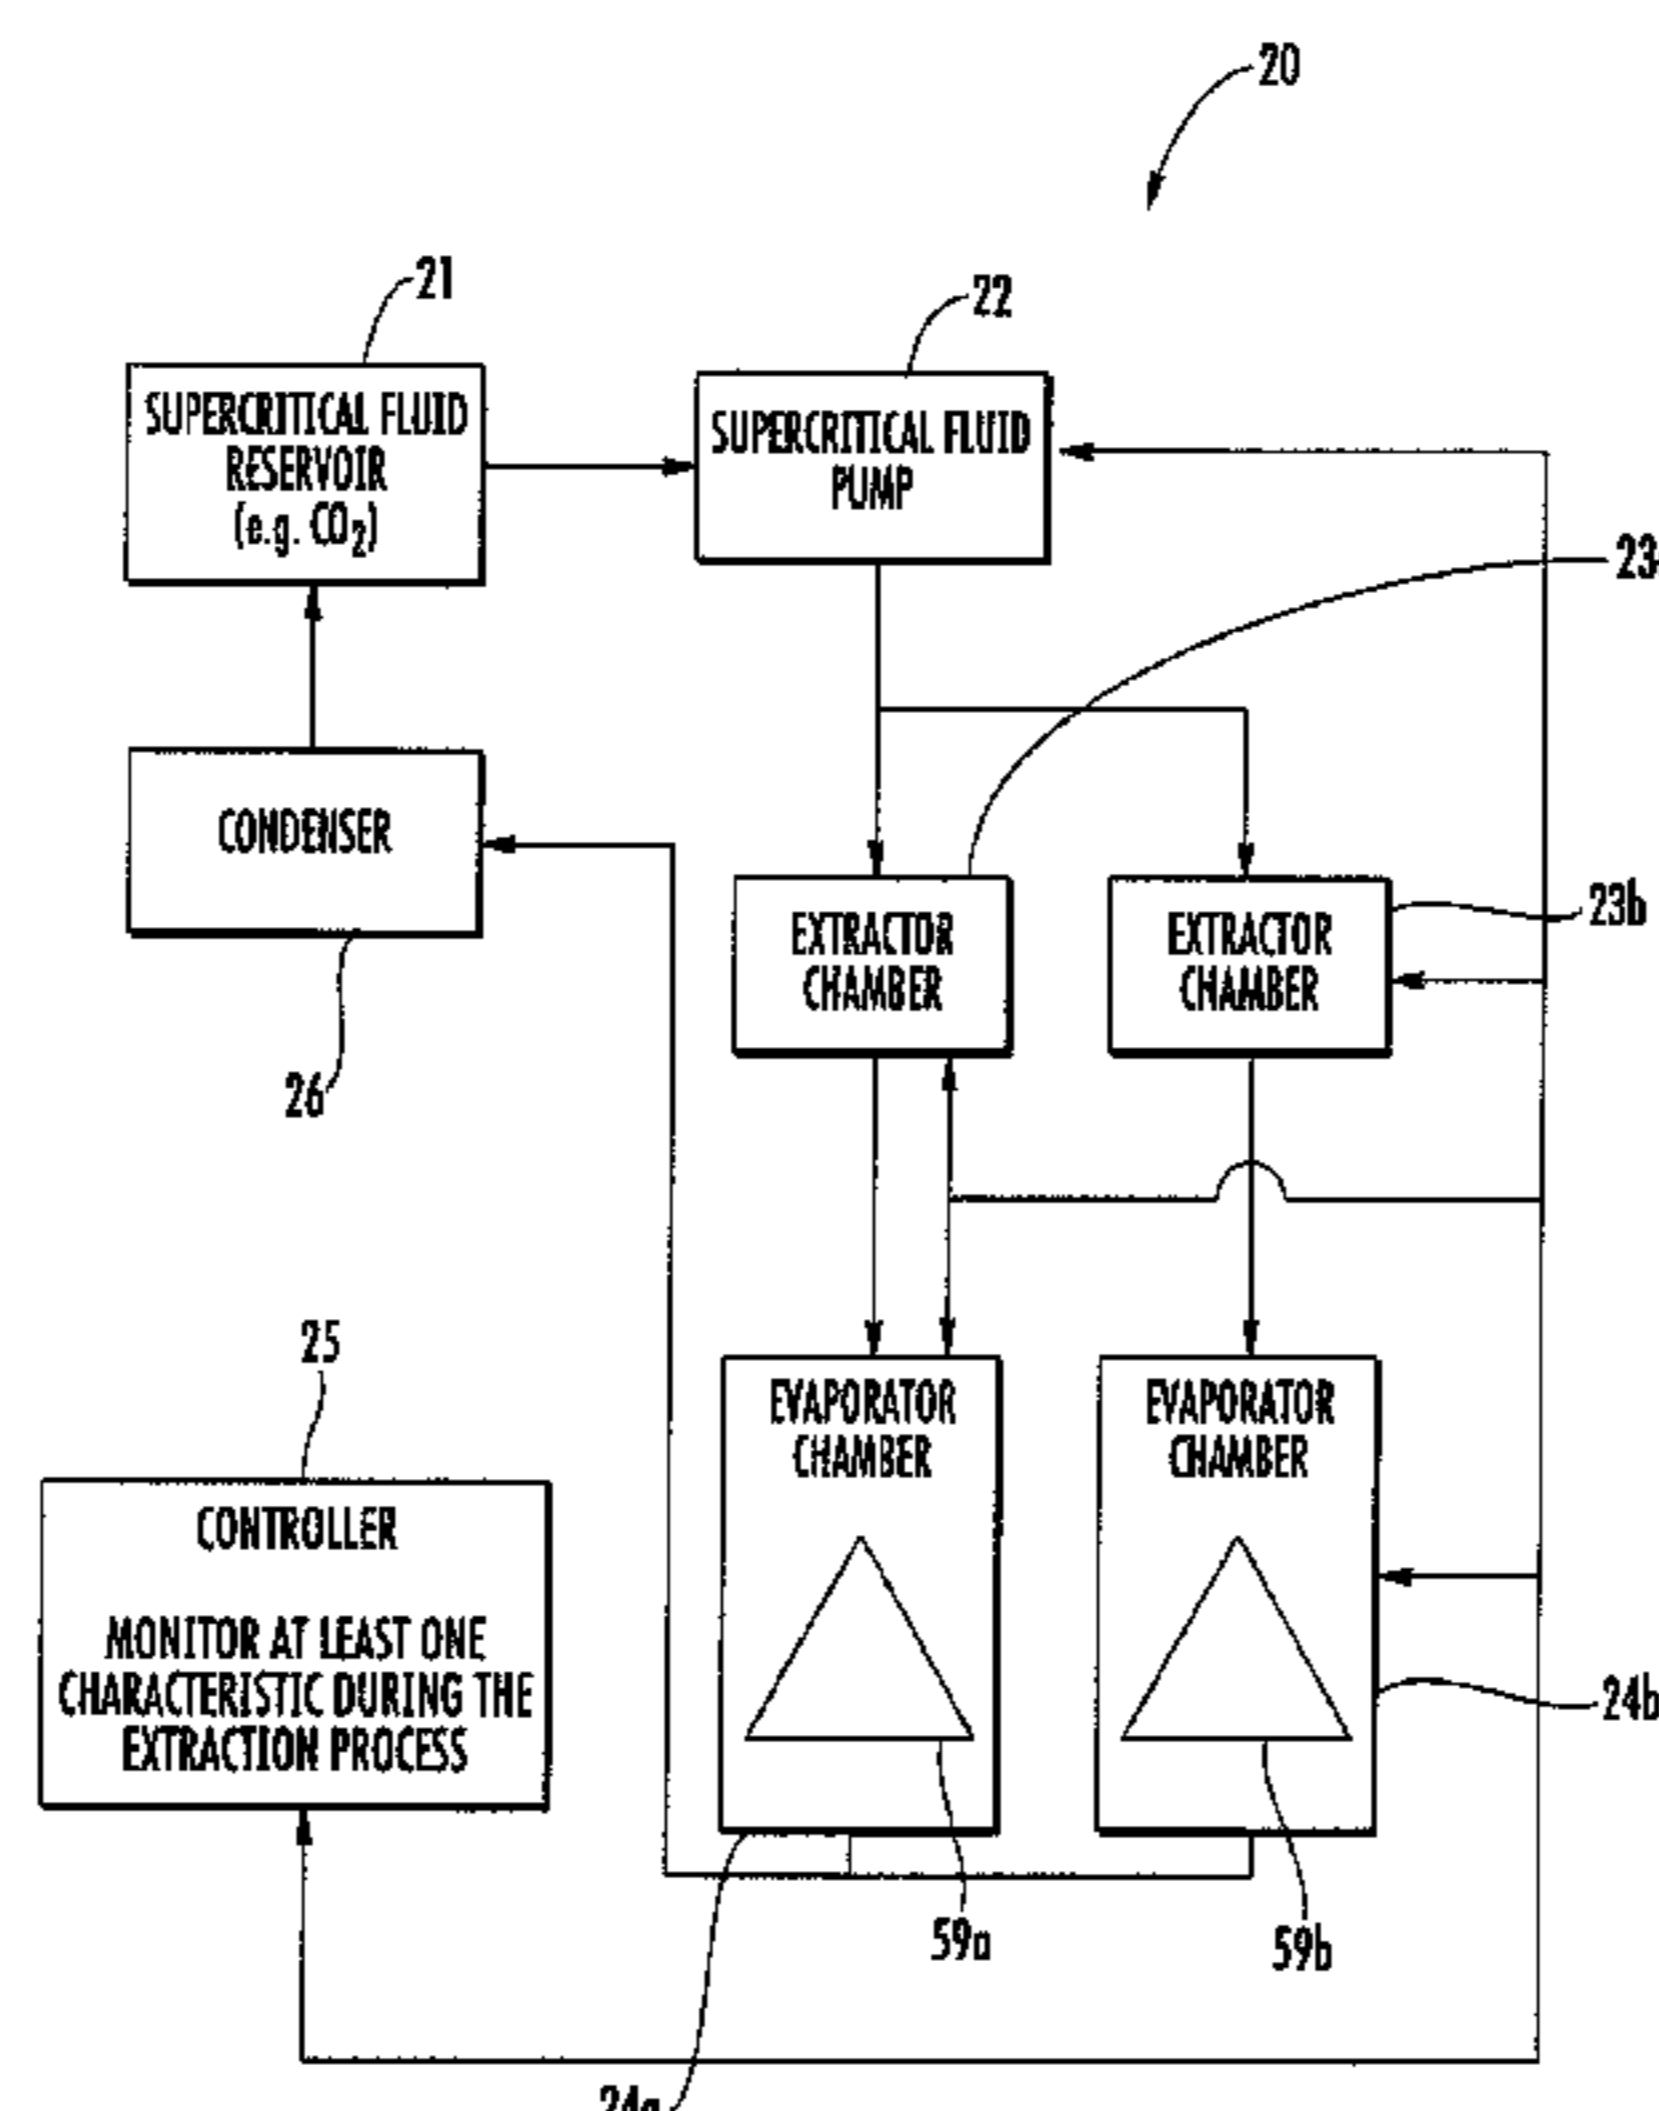 20
21
22
SUPERCRITICAL FLUID
RESERVOIR
(e.g. CO2)
SUPERCRITICAL FLUID
PUMP
23
CONDENSER
EXTRACTOR
CHAMBER
EXTRACTOR
CHAMBER
23b
26
25
EVAPORATOR
CHAMBER
EVAPORATOR
CHAMBER
CONTROLLER
MONITOR AT LEAST ONE
CHARACTERISTIC DURING THE
EXTRACTION PROCESS
24b
59a
59b
24a